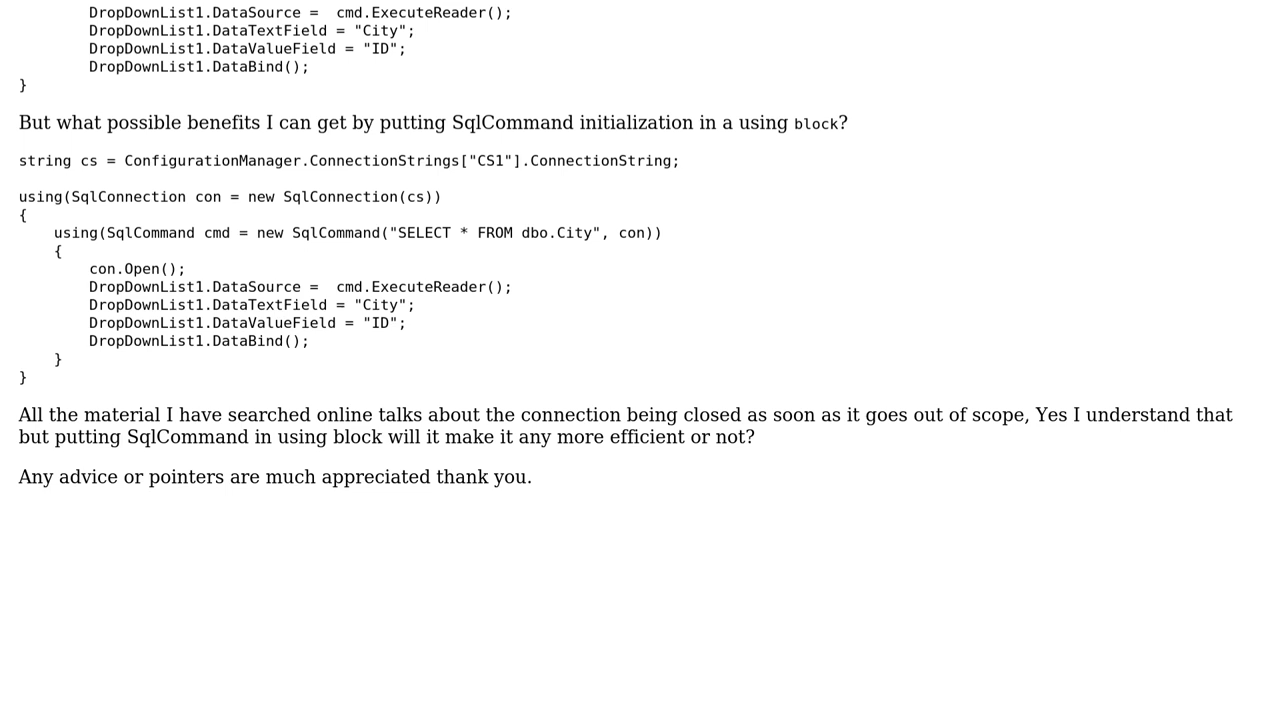 DropDownList1.DataSource =  cmd.ExecuteReader();
        DropDownList1.DataTextField = "City";
        DropDownList1.DataValueField = "ID";
        DropDownList1.DataBind();
}
But what possible benefits I can get by putting SqlCommand initialization in a using block?
string cs = ConfigurationManager.ConnectionStrings["CS1"].ConnectionString;
using(SqlConnection con = new SqlConnection(cs))
{
    using(SqlCommand cmd = new SqlCommand("SELECT * FROM dbo.City", con))
    {
        con.Open();
        DropDownList1.DataSource =  cmd.ExecuteReader();
        DropDownList1.DataTextField = "City";
        DropDownList1.DataValueField = "ID";
        DropDownList1.DataBind();
    }
}
All the material I have searched online talks about the connection being closed as soon as it goes out of scope, Yes I understand that
but putting SqlCommand in using block will it make it any more efficient or not?
Any advice or pointers are much appreciated thank you.